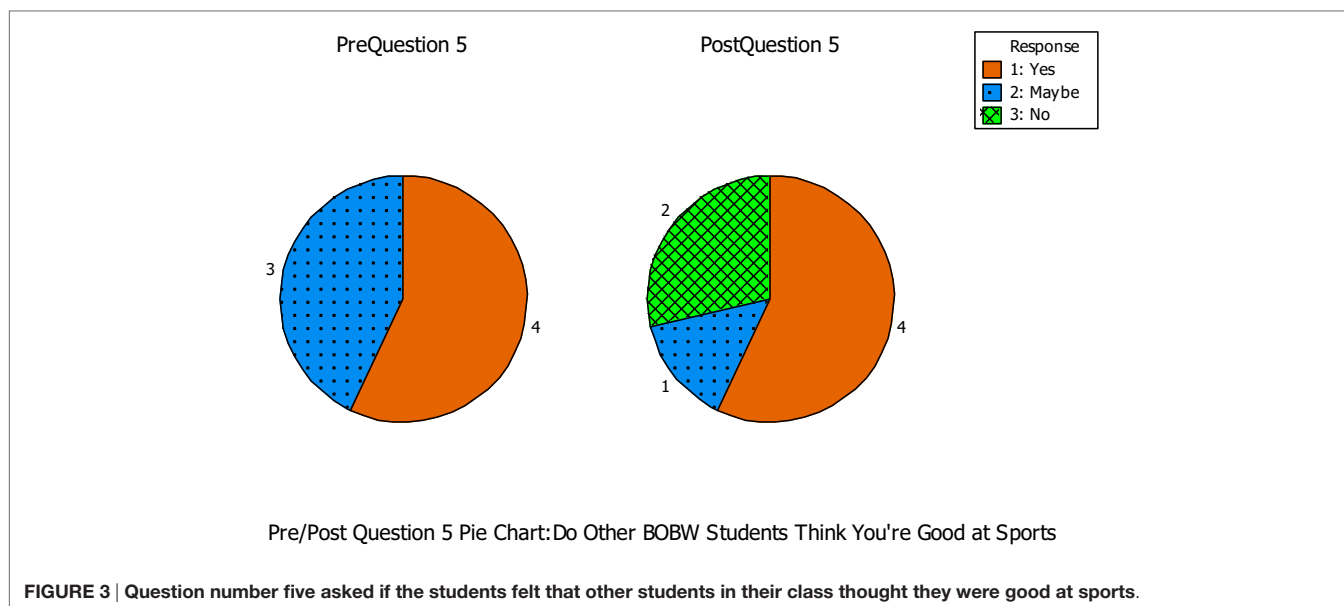 PreQuestion 5
PostQuestion 5
Response
1: Yes
2: Maybe
3: No
3
4
2
1
4
Pre/Post Question 5 Pie Chart:Do Other BOBW Students Think You're Good at Sports
FIGURE 3 | Question number five asked if the students felt that other students in their class thought they were good at sports.